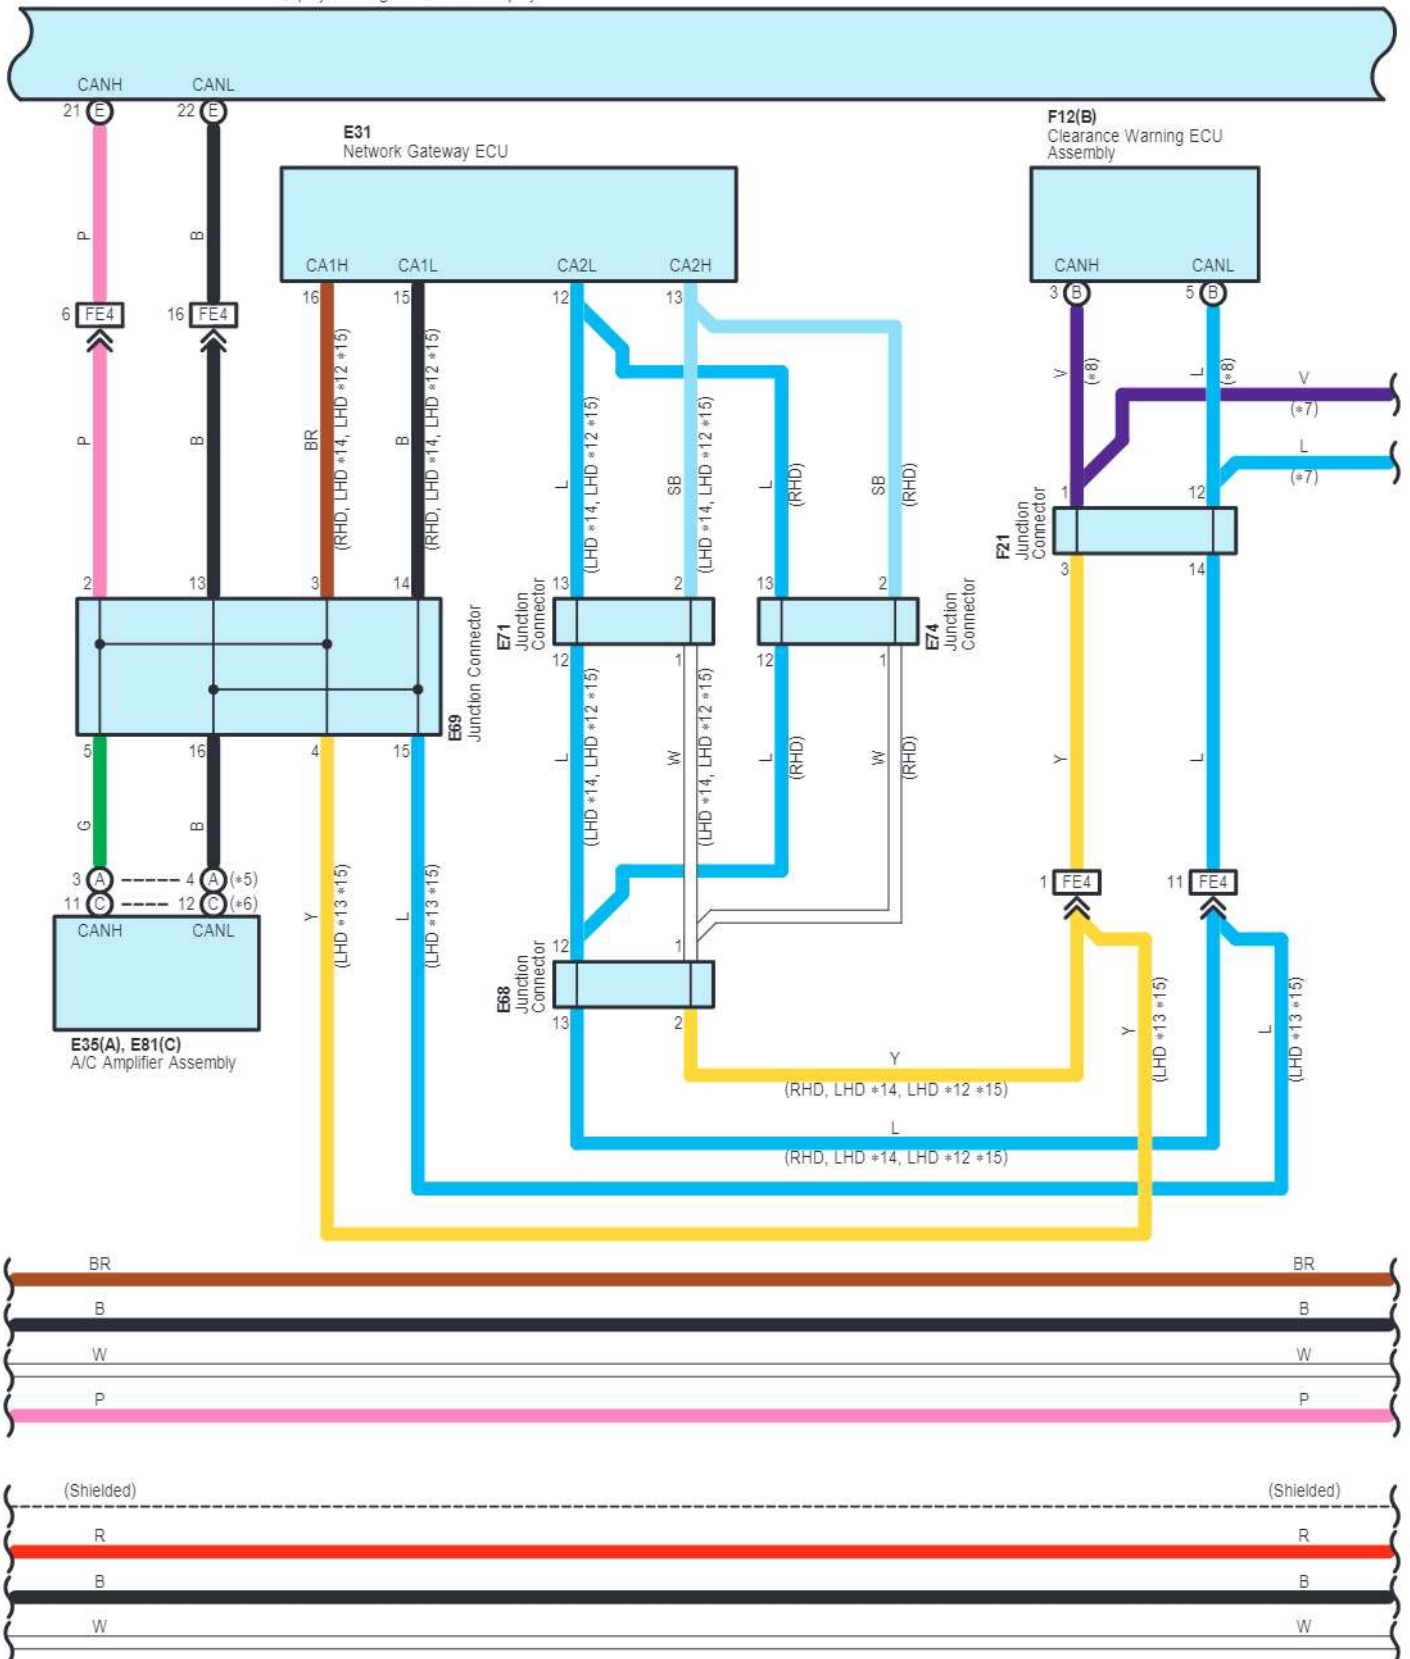 CANH CANL
21 E 22 E
E31
Network Gateway ECU
F12(B)
Clearance Warning ECU
Assembly
P B
CA1H CA1L CA2L CA2H
CANH CANL
16 15 12 13
3 B 5 B
6 FE4 16 FE4
P B
BR
(RHD, LHD *14, LHD *12 *15)
B
(RHD, LHD *14, LHD *12 *15)
L
(LHD *14, LHD *12 *15)
SB
(LHD *14, LHD *12 *15)
L
(RHD)
SB
(RHD)
V
(*8)
L
(*8)
V
(*7)
L
(*7)
1 12
F21
Junction
Connector
3 14
2 13 3 14
13 2 13 2
E71
Junction
Connector
E74
Junction
Connector
12 1 12 1
E69
Junction Connector
5 16 4 15
G B
L
(LHD *14, LHD *12 *15)
W
(LHD *14, LHD *12 *15)
L
(RHD)
W
(RHD)
Y L
3 A 4 A (*5)
11 C 12 C (*6)
CANH CANL
E35(A), E81(C)
A/C Amplifier Assembly
Y
(LHD *13 *15)
L
(LHD *13 *15)
1 FE4 11 FE4
12 1
E68
Junction
Connector
13 2
Y
(LHD *13 *15)
L
(LHD *13 *15)
Y
(RHD, LHD *14, LHD *12 *15)
L
(RHD, LHD *14, LHD *12 *15)
BR BR
B B
W W
P P
(Shielded) (Shielded)
R R
B B
W W